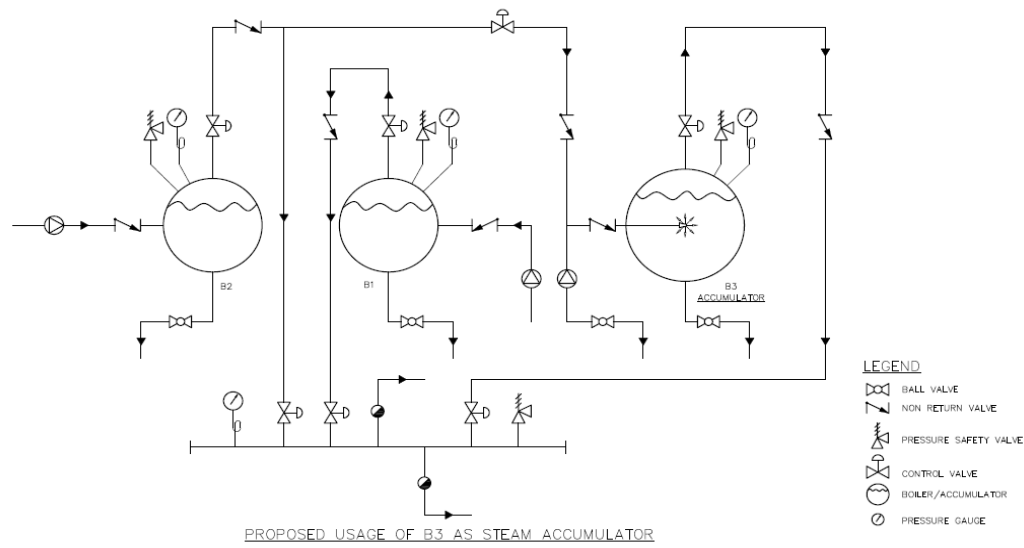 B2
B1
B3
ACCUMULATOR
LEGEND
BALL VALVE
NON RETURN VALVE
PRESSURE SAFETY VALVE
CONTROL VALVE
BOILER/ACCUMULATOR
PRESSURE GAUGE
PROPOSED USAGE OF B3 AS STEAM ACCUMULATOR